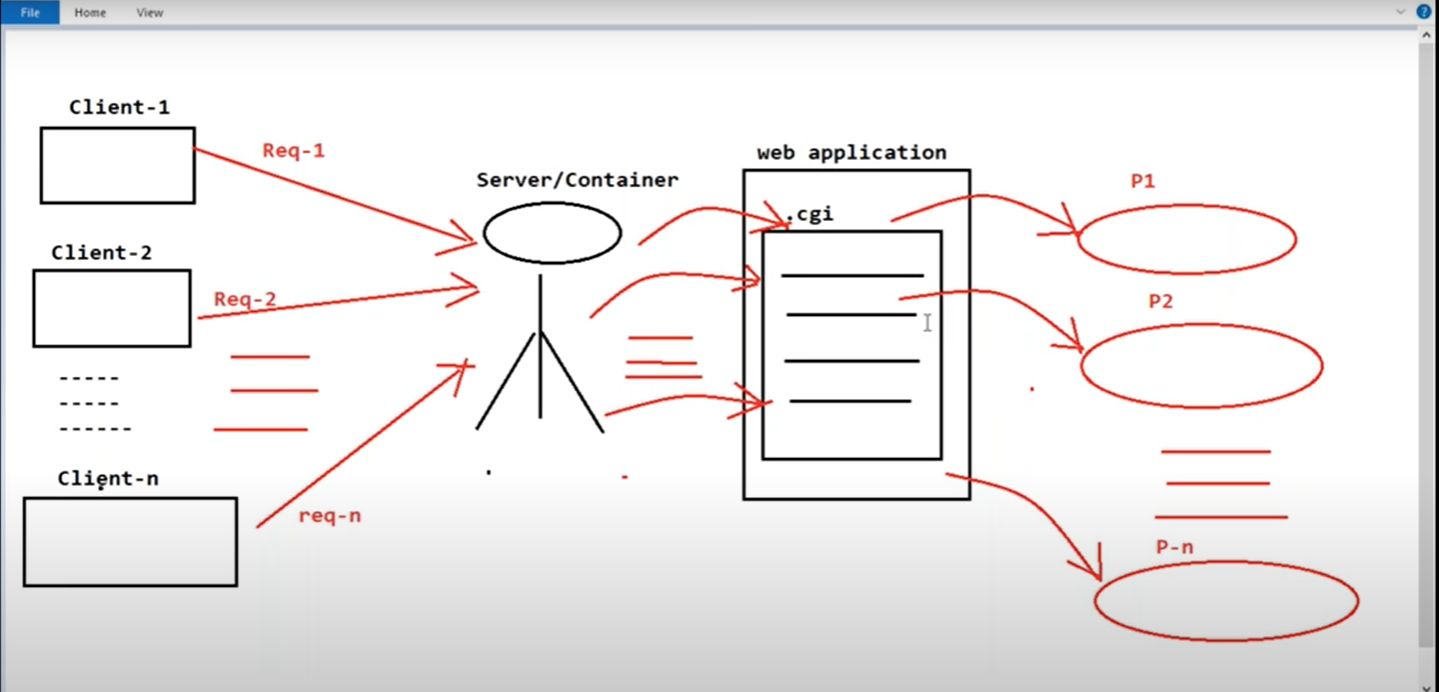 File Home View
Client-1
Req-1
web application
Server/Container
P1
.cgi
Client-2
Req-2
P2
Client-n
req-n
P-n